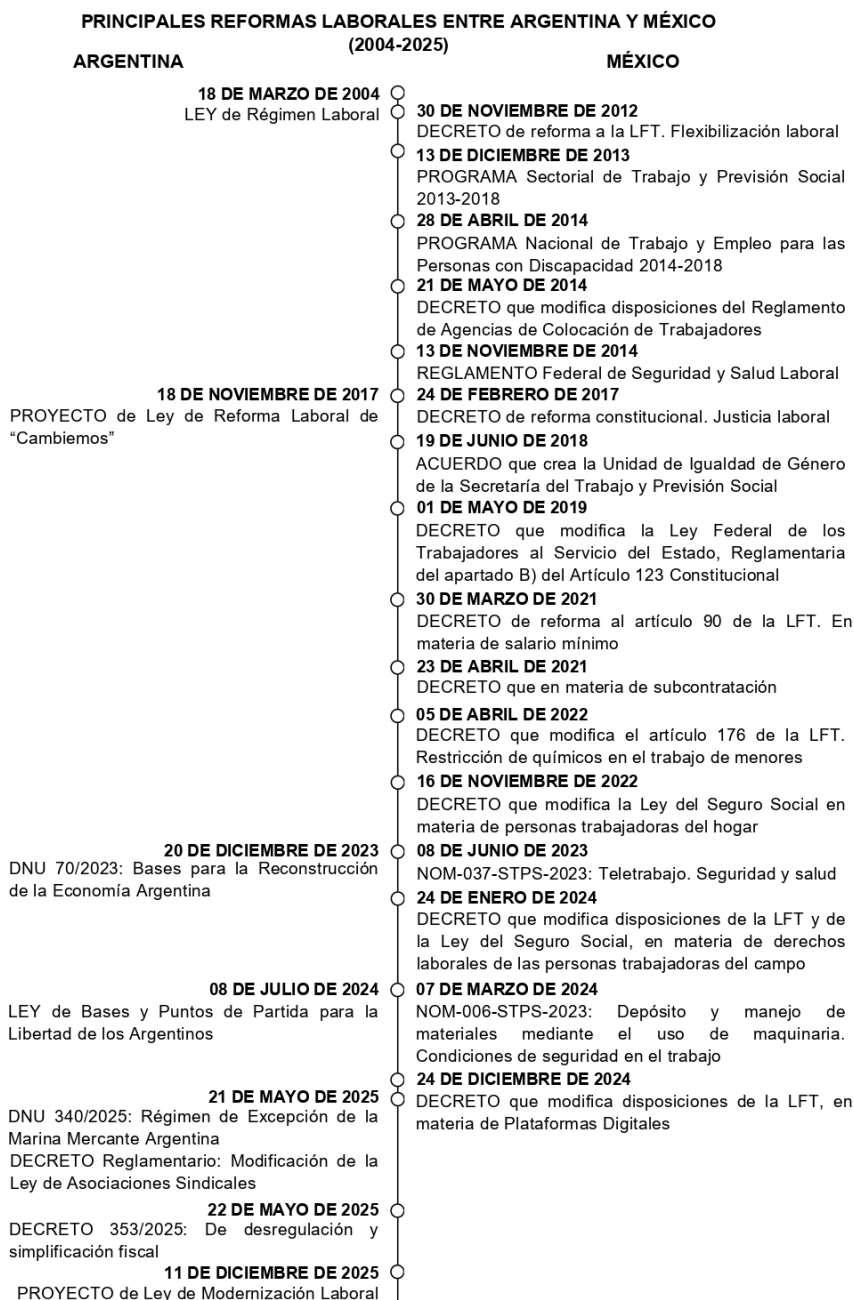 PRINCIPALES REFORMAS LABORALES ENTRE ARGENTINA Y MÉXICO
(2004-2025)
ARGENTINA
MÉXICO
18 DE MARZO DE 2004
LEY de Régimen Laboral
30 DE NOVIEMBRE DE 2012
DECRETO de reforma a la LFT. Flexibilización laboral
13 DE DICIEMBRE DE 2013
PROGRAMA Sectorial de Trabajo y Previsión Social
2013-2018
28 DE ABRIL DE 2014
PROGRAMA Nacional de Trabajo y Empleo para las
Personas con Discapacidad 2014-2018
21 DE MAYO DE 2014
DECRETO que modifica disposiciones del Reglamento
de Agencias de Colocación de Trabajadores
13 DE NOVIEMBRE DE 2014
REGLAMENTO Federal de Seguridad y Salud Laboral
18 DE NOVIEMBRE DE 2017
PROYECTO de Ley de Reforma Laboral de
“Cambiemos”
24 DE FEBRERO DE 2017
DECRETO de reforma constitucional. Justicia laboral
19 DE JUNIO DE 2018
ACUERDO que crea la Unidad de Igualdad de Género
de la Secretaría del Trabajo y Previsión Social
01 DE MAYO DE 2019
DECRETO que modifica la Ley Federal de los
Trabajadores al Servicio del Estado, Reglamentaria
del apartado B) del Artículo 123 Constitucional
30 DE MARZO DE 2021
DECRETO de reforma al artículo 90 de la LFT. En
materia de salario mínimo
23 DE ABRIL DE 2021
DECRETO que en materia de subcontratación
05 DE ABRIL DE 2022
DECRETO que modifica el artículo 176 de la LFT.
Restricción de químicos en el trabajo de menores
16 DE NOVIEMBRE DE 2022
DECRETO que modifica la Ley del Seguro Social en
materia de personas trabajadoras del hogar
20 DE DICIEMBRE DE 2023
DNU 70/2023: Bases para la Reconstrucción
de la Economía Argentina
08 DE JUNIO DE 2023
NOM-037-STPS-2023: Teletrabajo. Seguridad y salud
24 DE ENERO DE 2024
DECRETO que modifica disposiciones de la LFT y de
la Ley del Seguro Social, en materia de derechos
laborales de las personas trabajadoras del campo
08 DE JULIO DE 2024
LEY de Bases y Puntos de Partida para la
Libertad de los Argentinos
07 DE MARZO DE 2024
NOM-006-STPS-2023: Depósito y manejo de
materiales mediante el uso de maquinaria.
Condiciones de seguridad en el trabajo
24 DE DICIEMBRE DE 2024
DECRETO que modifica disposiciones de la LFT, en
materia de Plataformas Digitales
21 DE MAYO DE 2025
DNU 340/2025: Régimen de Excepción de la
Marina Mercante Argentina
DECRETO Reglamentario: Modificación de la
Ley de Asociaciones Sindicales
22 DE MAYO DE 2025
DECRETO 353/2025: De desregulación y
simplificación fiscal
11 DE DICIEMBRE DE 2025
PROYECTO de Ley de Modernización Laboral